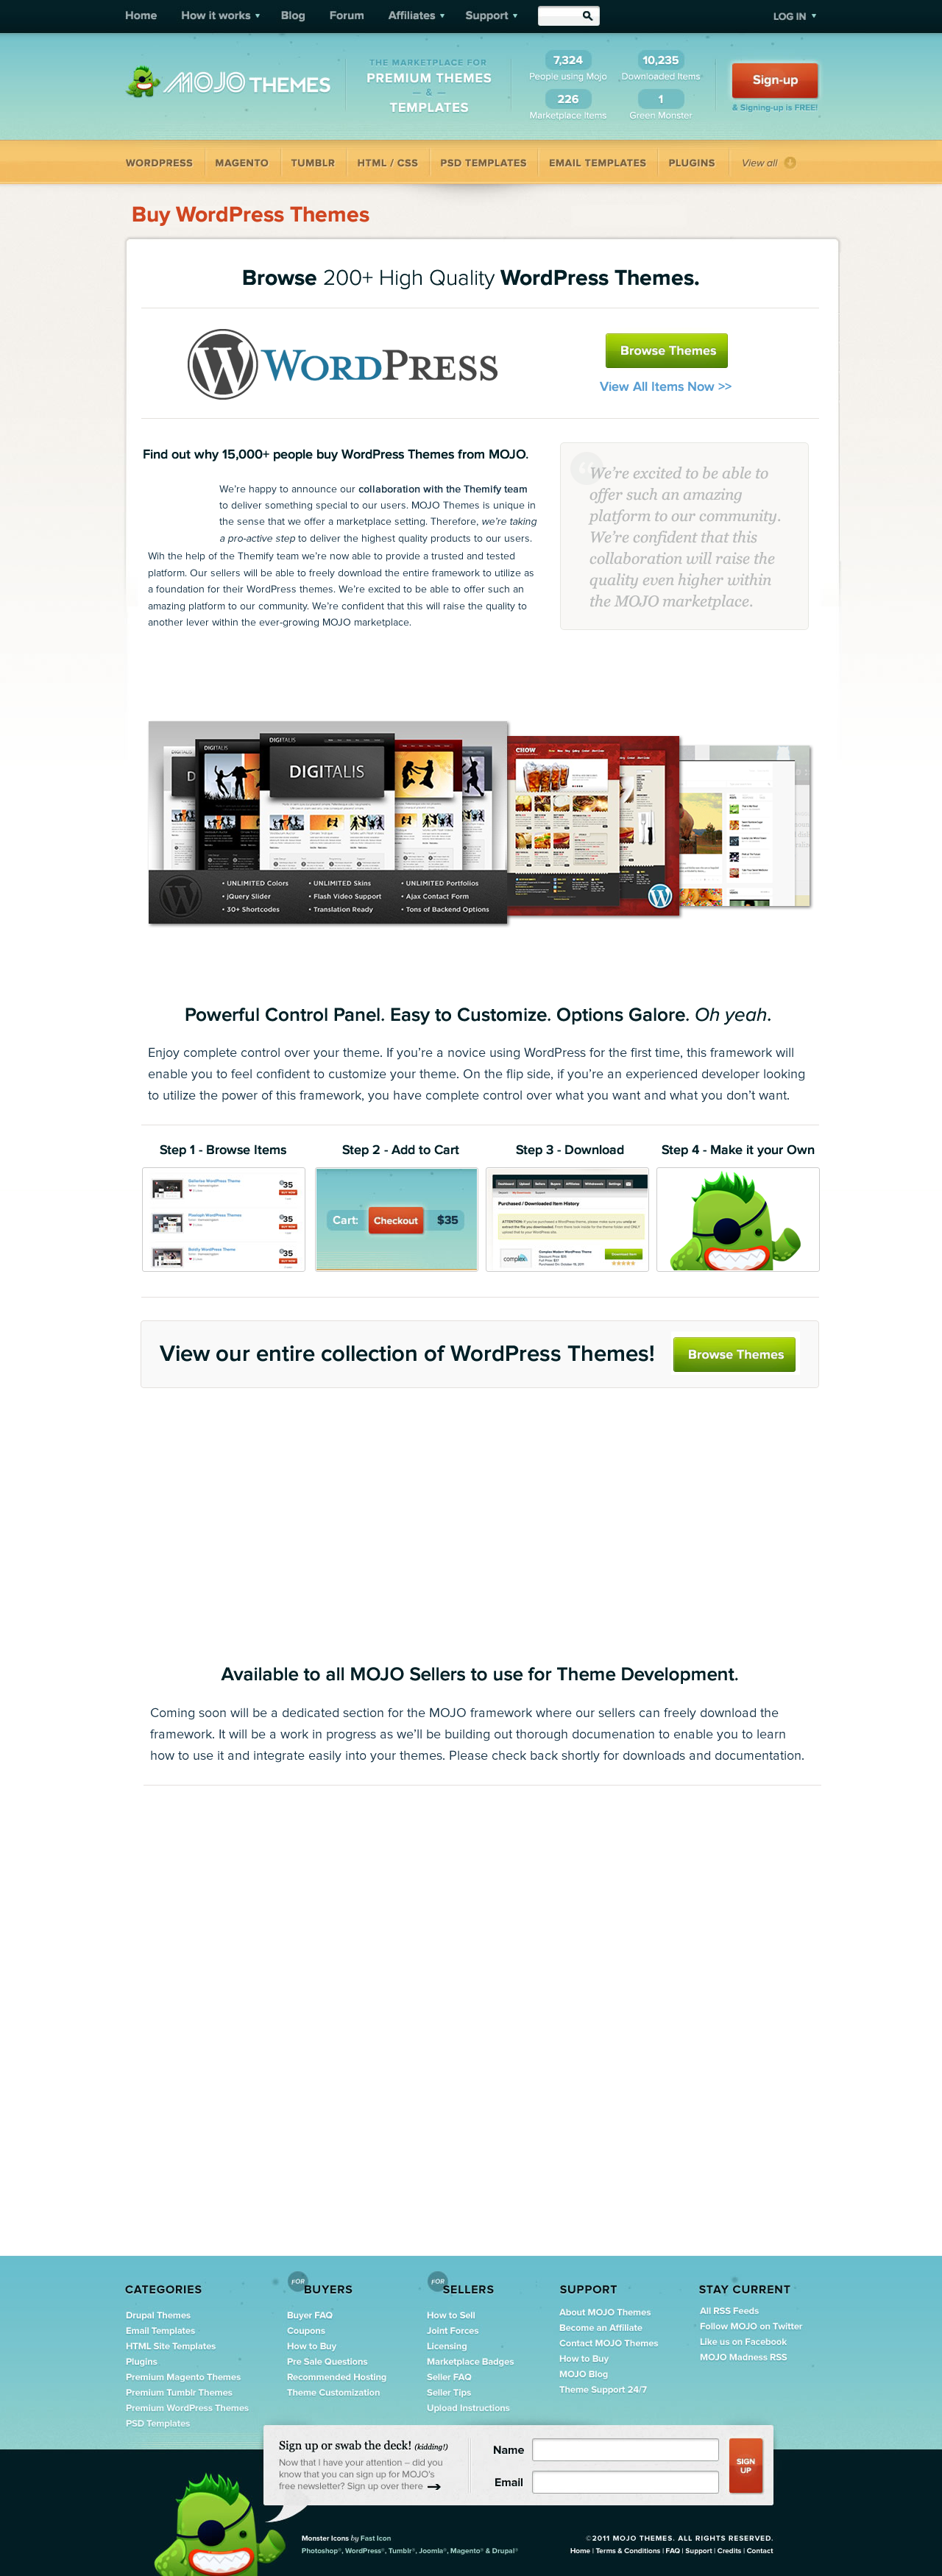 Home How it works Blog Forum Affiliates Support LOG IN
MOJO THEMES
THE MARKETPLACE FOR
PREMIUM THEMES
— & —
TEMPLATES
7,324 10,235
People using Mojo Downloaded Items
226 1
Marketplace Items Green Monster
Sign-up
& Signing-up is FREE!
WORDPRESS MAGENTO TUMBLR HTML / CSS PSD TEMPLATES EMAIL TEMPLATES PLUGINS View all
Buy WordPress Themes
Browse 200+ High Quality WordPress Themes.
WORDPRESS
Browse Themes
View All Items Now >>
Find out why 15,000+ people buy WordPress Themes from MOJO.
We're happy to announce our collaboration with the Themify team
to deliver something special to our users. MOJO Themes is unique in
the sense that we offer a marketplace setting. Therefore, we're taking
a pro-active step to deliver the highest quality products to our users.
Wih the help of the Themify team we're now able to provide a trusted and tested
platform. Our sellers will be able to freely download the entire framework to utilize as
a foundation for their WordPress themes. We're excited to be able to offer such an
amazing platform to our community. We're confident that this will raise the quality to
another lever within the ever-growing MOJO marketplace.
We're excited to be able to
offer such an amazing
platform to our community.
We're confident that this
collaboration will raise the
quality even higher within
the MOJO marketplace.
DIGITALIS
DIGITALIS
DIGITALIS
CHOW
• UNLIMITED Colors • UNLIMITED Skins • UNLIMITED Portfolios
• jQuery Slider • Flash Video Support • Ajax Contact Form
• 30+ Shortcodes • Translation Ready • Tons of Backend Options
Powerful Control Panel. Easy to Customize. Options Galore. Oh yeah.
Enjoy complete control over your theme. If you're a novice using WordPress for the first time, this framework will
enable you to feel confident to customize your theme. On the flip side, if you're an experienced developer looking
to utilize the power of this framework, you have complete control over what you want and what you don't want.
Step 1 - Browse Items Step 2 - Add to Cart Step 3 - Download Step 4 - Make it your Own
$35
$35
$35
Cart: Checkout $35
Purchased / Download Item History
complex
View our entire collection of WordPress Themes! Browse Themes
Available to all MOJO Sellers to use for Theme Development.
Coming soon will be a dedicated section for the MOJO framework where our sellers can freely download the
framework. It will be a work in progress as we'll be building out thorough documenation to enable you to learn
how to use it and integrate easily into your themes. Please check back shortly for downloads and documentation.
CATEGORIES
Drupal Themes
Email Templates
HTML Site Templates
Plugins
Premium Magento Themes
Premium Tumblr Themes
Premium WordPress Themes
PSD Templates
FOR BUYERS
Buyer FAQ
Coupons
How to Buy
Pre Sale Questions
Recommended Hosting
Theme Customization
FOR SELLERS
How to Sell
Joint Forces
Licensing
Marketplace Badges
Seller FAQ
Seller Tips
Upload Instructions
SUPPORT
About MOJO Themes
Become an Affiliate
Contact MOJO Themes
How to Buy
MOJO Blog
Theme Support 24/7
STAY CURRENT
All RSS Feeds
Follow MOJO on Twitter
Like us on Facebook
MOJO Madness RSS
Sign up or swab the deck! (kidding!)
Now that I have your attention – did you
know that you can sign up for MOJO's
free newsletter? Sign up over there
Name
Email
SIGN
UP
Monster Icons by Fast Icon
Photoshop®, WordPress®, Tumblr®, Joomla®, Magento® & Drupal®
©2011 MOJO THEMES. ALL RIGHTS RESERVED.
Home | Terms & Conditions | FAQ | Support | Credits | Contact